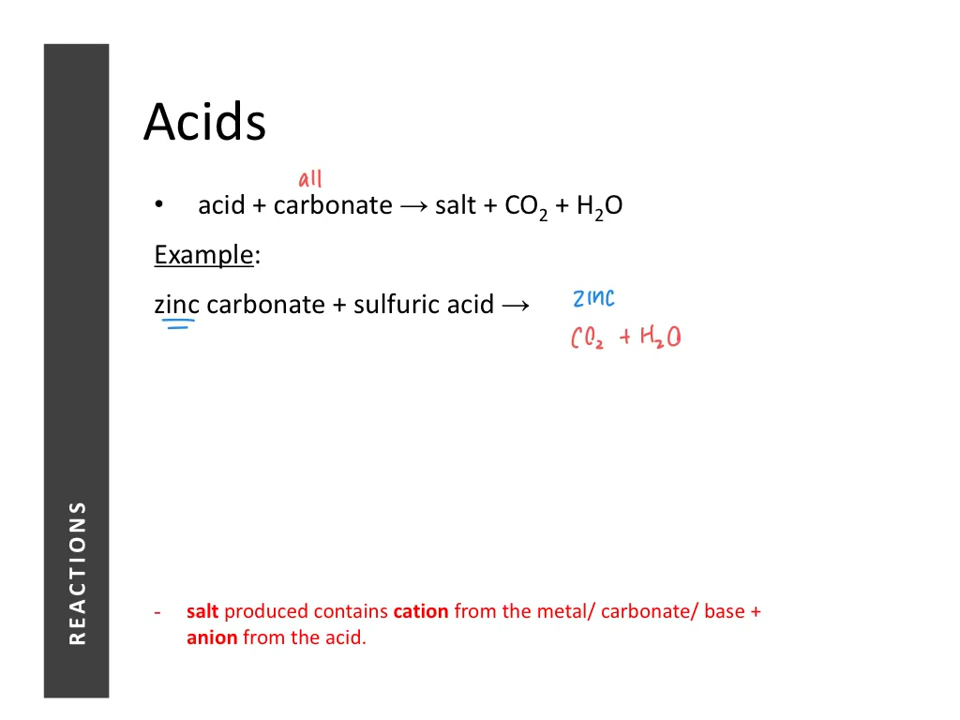 Acids
all
• acid + carbonate → salt + CO₂ + H₂O
Example:
zinc carbonate + sulfuric acid → zinc
CO₂ + H₂O
REACTIONS
- salt produced contains cation from the metal/ carbonate/ base +
anion from the acid.